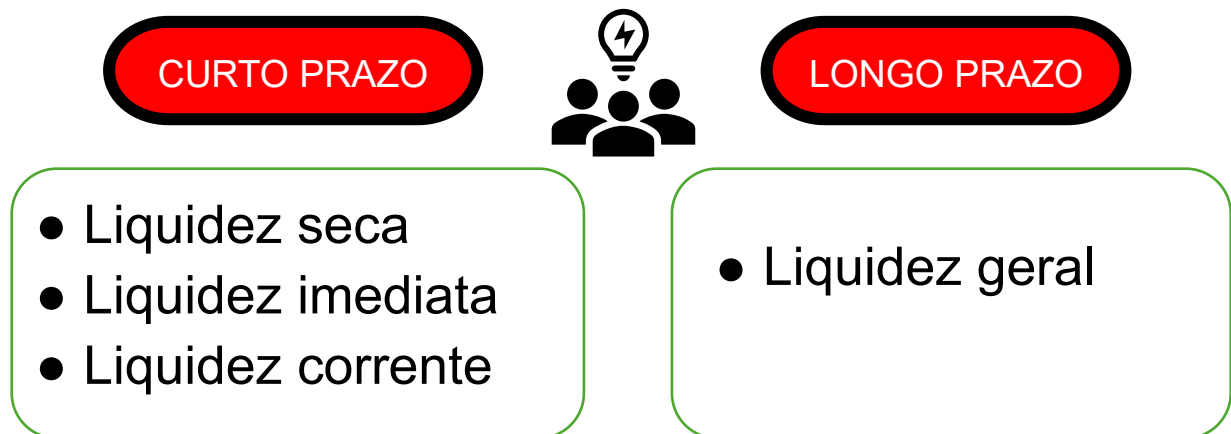 CURTO PRAZO
● Liquidez seca
● Liquidez imediata
● Liquidez corrente
LONGO PRAZO
● Liquidez geral